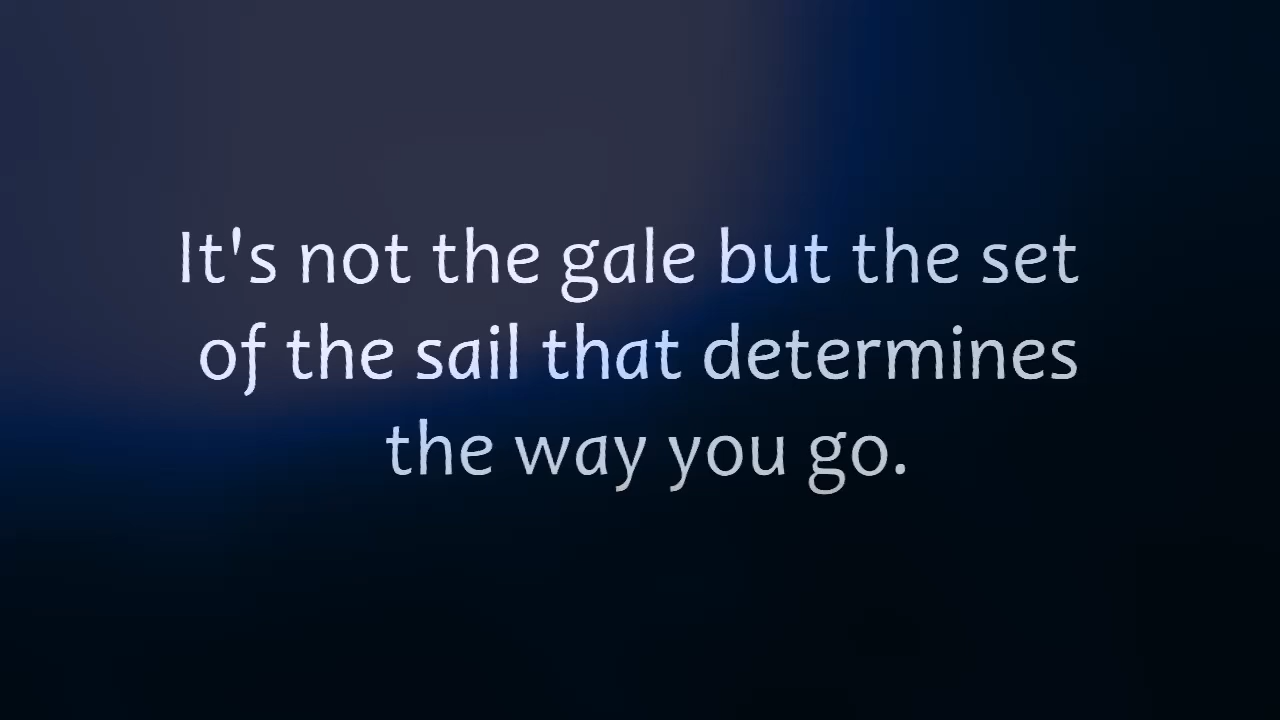 It's not the gale but the set
of the sail that determines
the way you go.